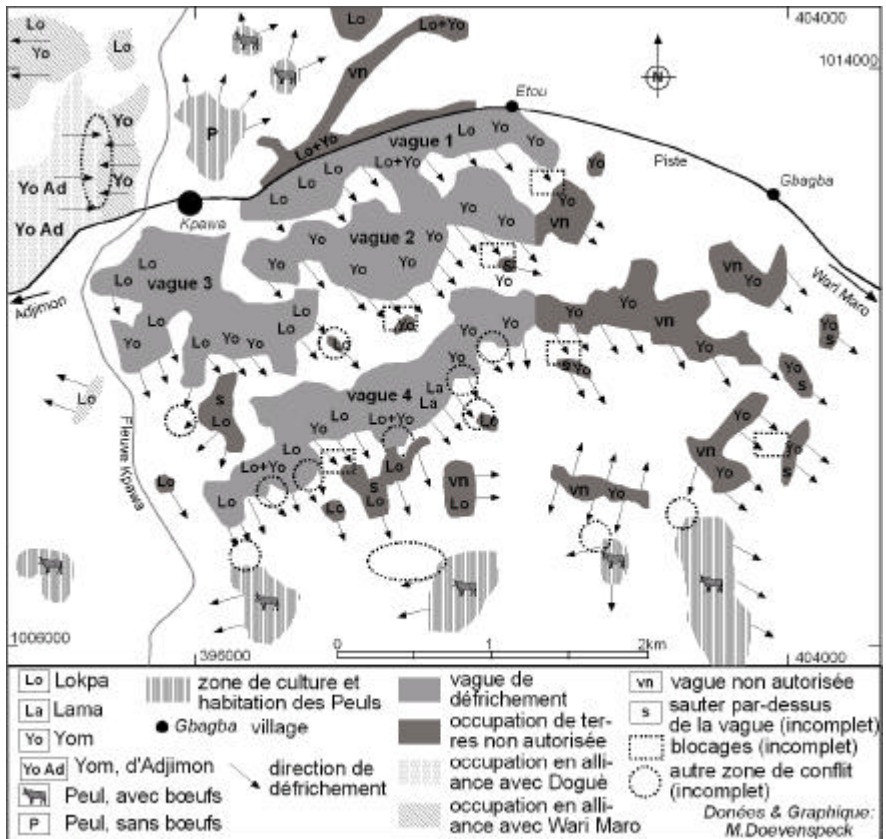 404000
1014000
Lo
Yo
Lo
Lo
Lo+Yo
vn
Etou
Yo
Yo
P
Lo+Yo
vague 1
Lo
Yo
Yo
Lo
Lo+Yo
Piste
Yo
Gbagba
Yo Ad
Yo Ad
Kpawa
Lo
Lo
Yo
Yo
vn
Yo
vague 2
Yo
Yo
Yo
s
Yo
vn
Yo
Wari Maro
Adjimon
Lo
vague 3
Lo
Lo
Yo
Lo
Yo
Yo
Yo
Yo
Yo
vn
Yo
Yo
s
Yo
Lo
Yo
Yo
Lo
Yo
s
Yo
Yo
s
Lo
Fleuve Kpawa
s
Lo
vague 4
La
La
Lo
Yo
Lo+Yo
Lo
Yo
vn
Yo
Yo
s
Lo+Yo
Lo
Lo
Lo
Lo
s
Lo
Lo
vn
Lo
vn
Yo
1006000
396000
0
1
2km
404000
Lo Lokpa
La Lama
Yo Yom
Yo Ad Yom, d'Adjimon
Peul, avec bœufs
P Peul, sans bœufs
zone de culture et
habitation des Peuls
Gbagba village
direction de
défrichement
vague de
défrichement
occupation de ter-
res non autorisée
occupation en alli-
ance avec Doguè
occupation en alli-
ance avec Wari Maro
vn vague non autorisée
s sauter par-dessus
de la vague (incomplet)
blocages (incomplet)
autre zone de conflit
(incomplet)
Donées & Graphique:
M.Doevenspeck